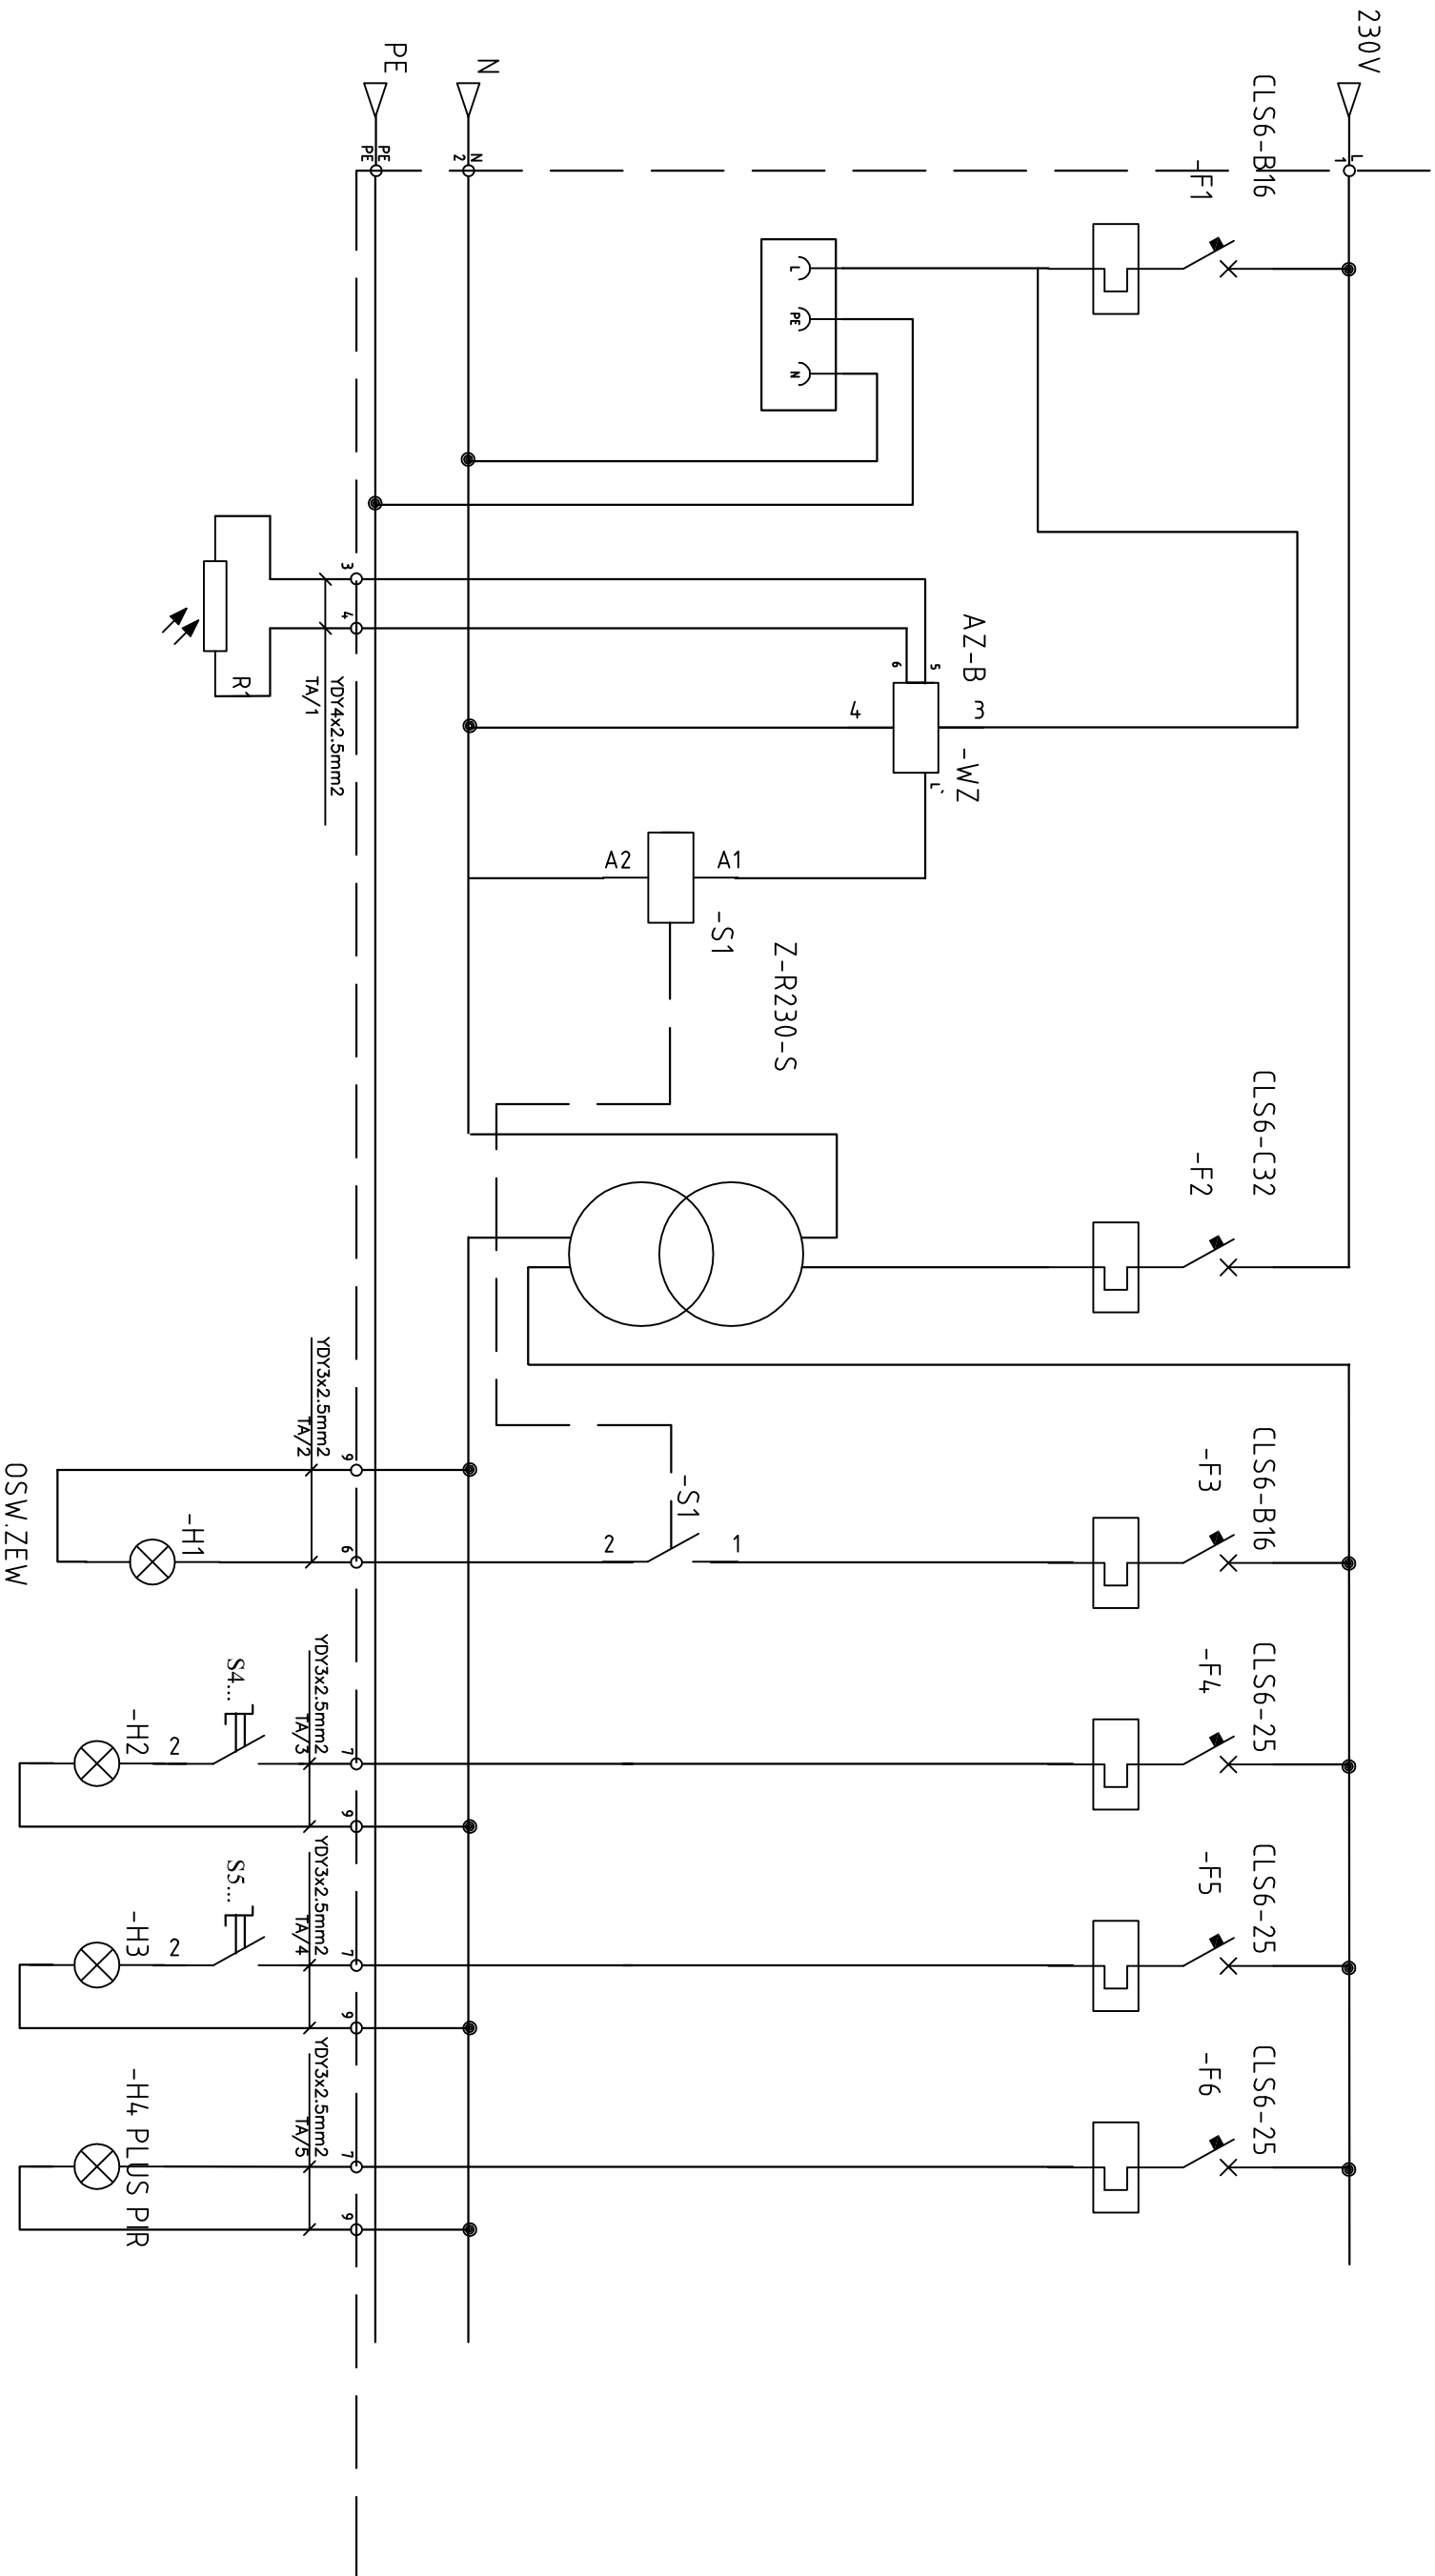 230V
L
1
N
N
2
PE
PE
PE
CLS6-B16
-F1
L
PE
N
AZ-B
-WZ
5
6
3
4
L'
3
4
R1
YDY4x2.5mm2
TA/1
A1
A2
-S1
Z-R230-S
CLS6-C32
-F2
CLS6-B16
-F3
-S1
1
2
9
6
YDY3x2.5mm2
TA/2
-H1
OSW.ZEW
CLS6-25
-F4
7
9
YDY3x2.5mm2
TA/3
S4...
2
-H2
CLS6-25
-F5
7
9
YDY3x2.5mm2
TA/4
S5...
2
-H3
CLS6-25
-F6
7
9
YDY3x2.5mm2
TA/5
-H4 PLUS PIR